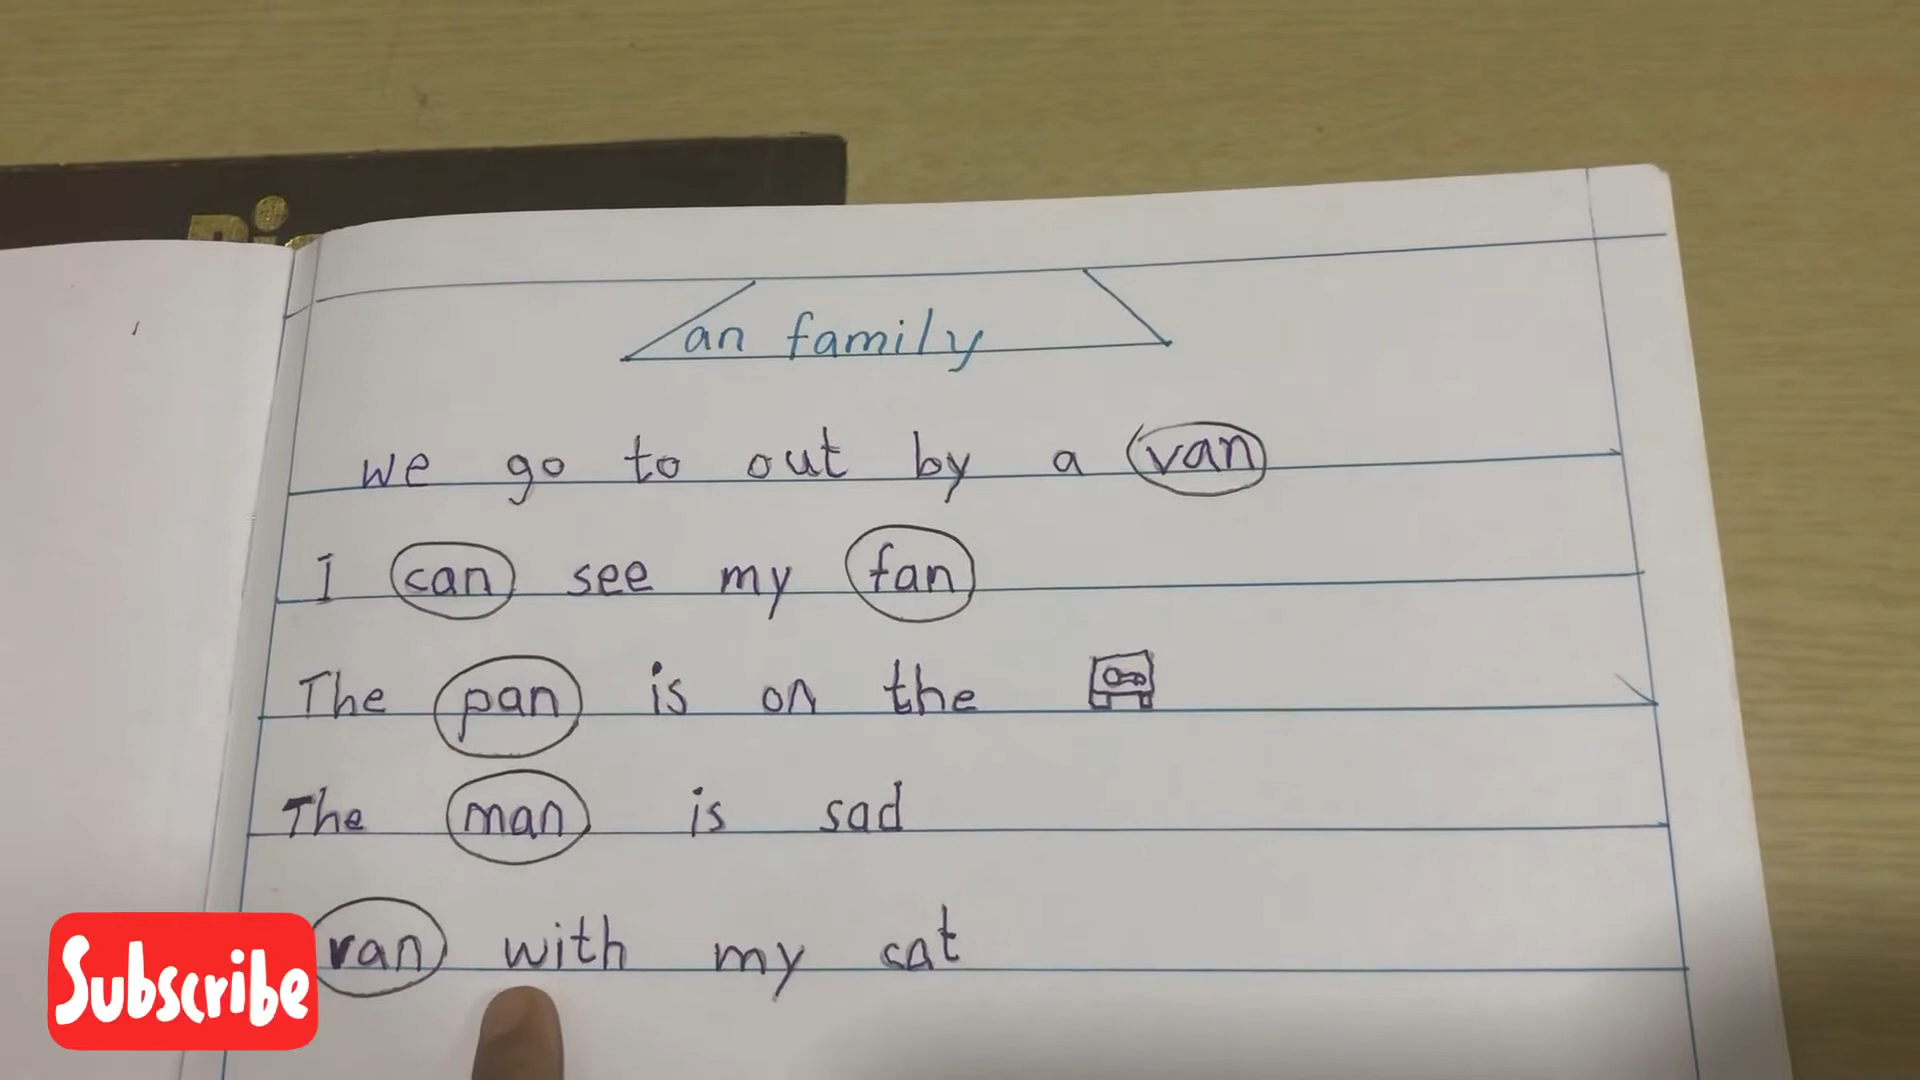 an family
we go to out by a van
I can see my fan
The pan is on the
The man is sad
ran with my cat
Subscribe